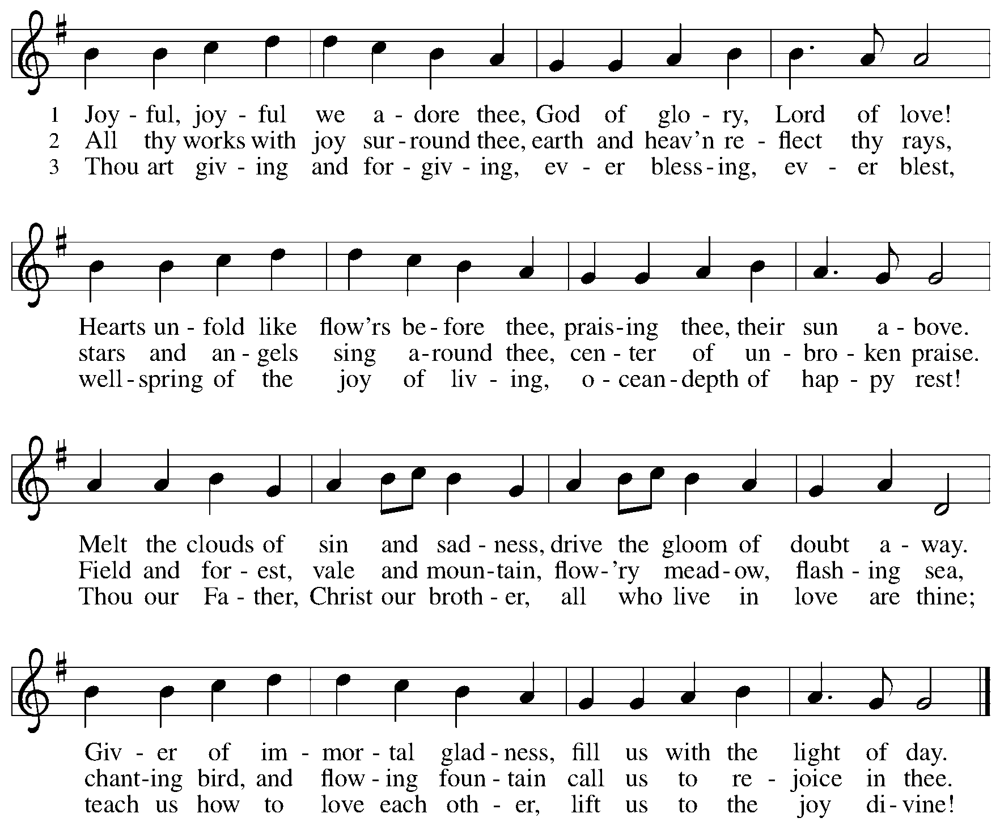 1 Joy - ful, joy - ful we a - dore thee, God of glo - ry, Lord of love!
2 All thy works with joy sur - round thee, earth and heav'n re - flect thy rays,
3 Thou art giv - ing and for - giv - ing, ev - er bless - ing, ev - er blest,
Hearts un - fold like flow'rs be - fore thee, prais - ing thee, their sun a - bove.
stars and an - gels sing a - round thee, cen - ter of un - bro - ken praise.
well - spring of the joy of liv - ing, o - cean - depth of hap - py rest!
Melt the clouds of sin and sad - ness, drive the gloom of doubt a - way.
Field and for - est, vale and moun - tain, flow - 'ry mead - ow, flash - ing sea,
Thou our Fa - ther, Christ our broth - er, all who live in love are thine;
Giv - er of im - mor - tal glad - ness, fill us with the light of day.
chant - ing bird, and flow - ing foun - tain call us to re - joice in thee.
teach us how to love each oth - er, lift us to the joy di - vine!